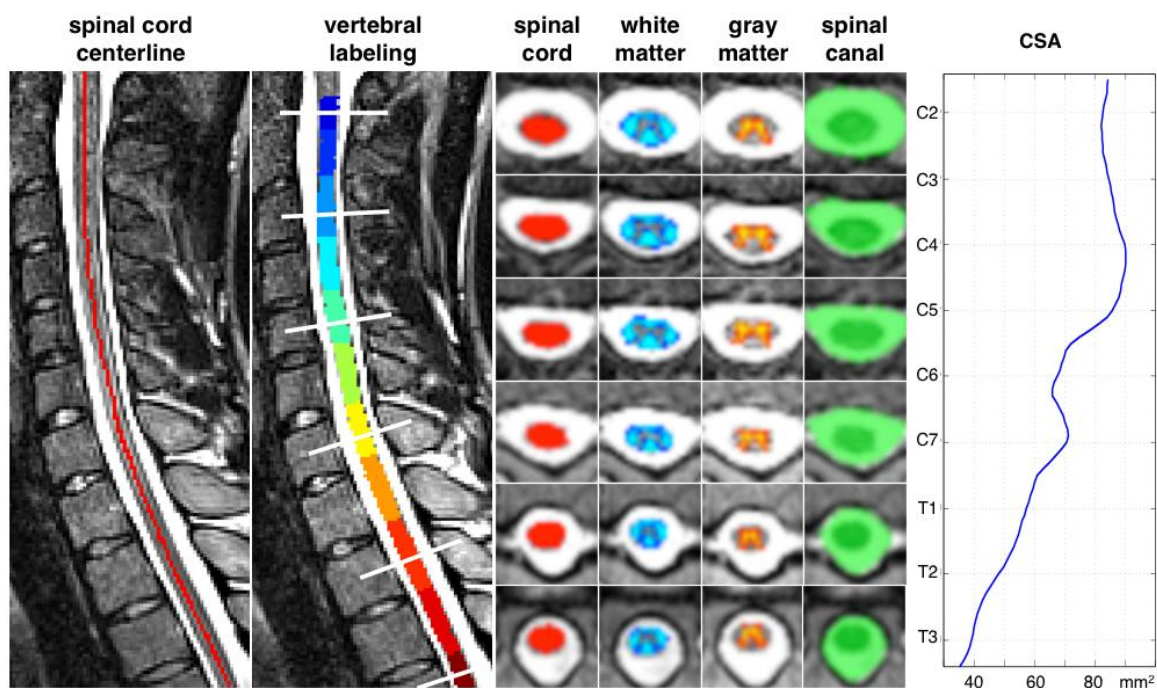 spinal cord
centerline
vertebral
labeling
spinal
cord
white
matter
gray
matter
spinal
canal
CSA
C2
C3
C4
C5
C6
C7
T1
T2
T3
40 60 80 mm²